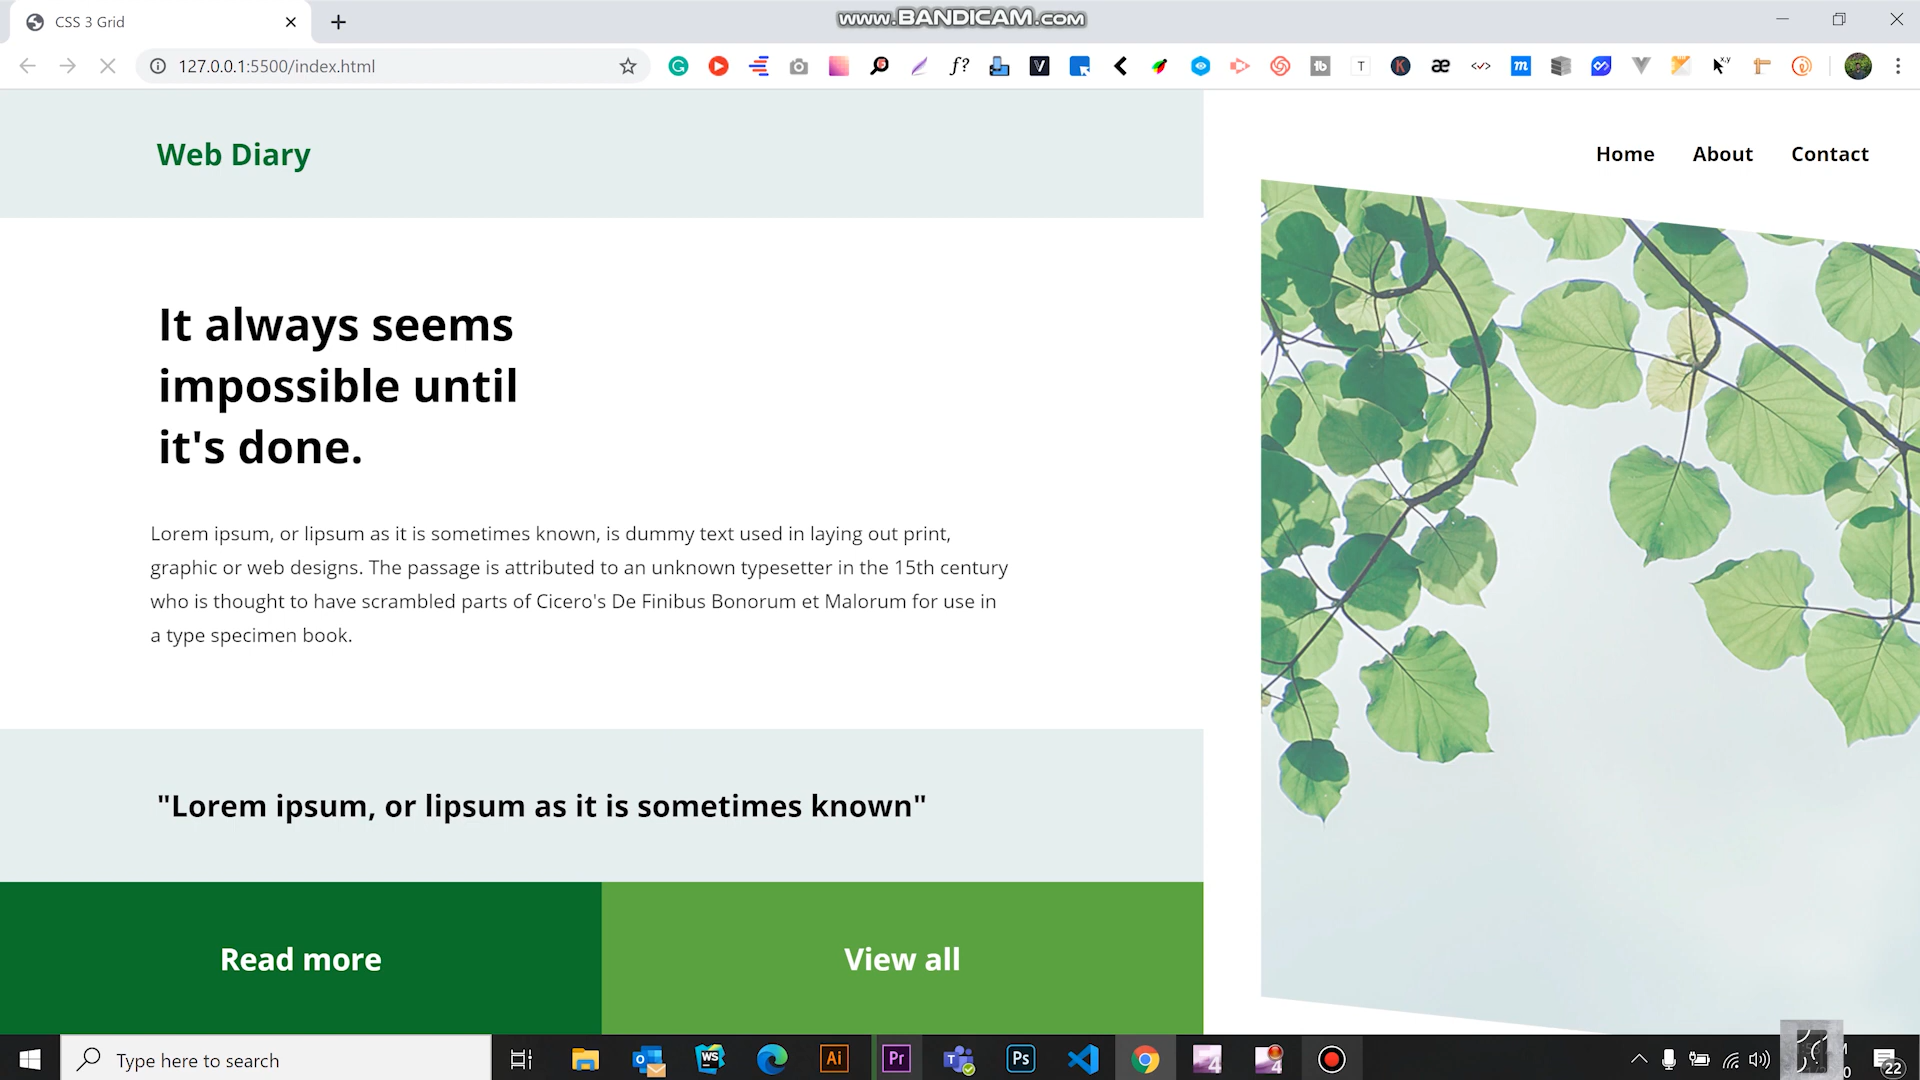 CSS 3 Grid
www.BANDICAM.com
127.0.0.1:5500/index.html
Web Diary
Home
About
Contact
It always seems
impossible until
it's done.
Lorem ipsum, or lipsum as it is sometimes known, is dummy text used in laying out print,
graphic or web designs. The passage is attributed to an unknown typesetter in the 15th century
who is thought to have scrambled parts of Cicero's De Finibus Bonorum et Malorum for use in
a type specimen book.
"Lorem ipsum, or lipsum as it is sometimes known"
Read more
View all
Type here to search
WS
Ai
Pr
Ps
22